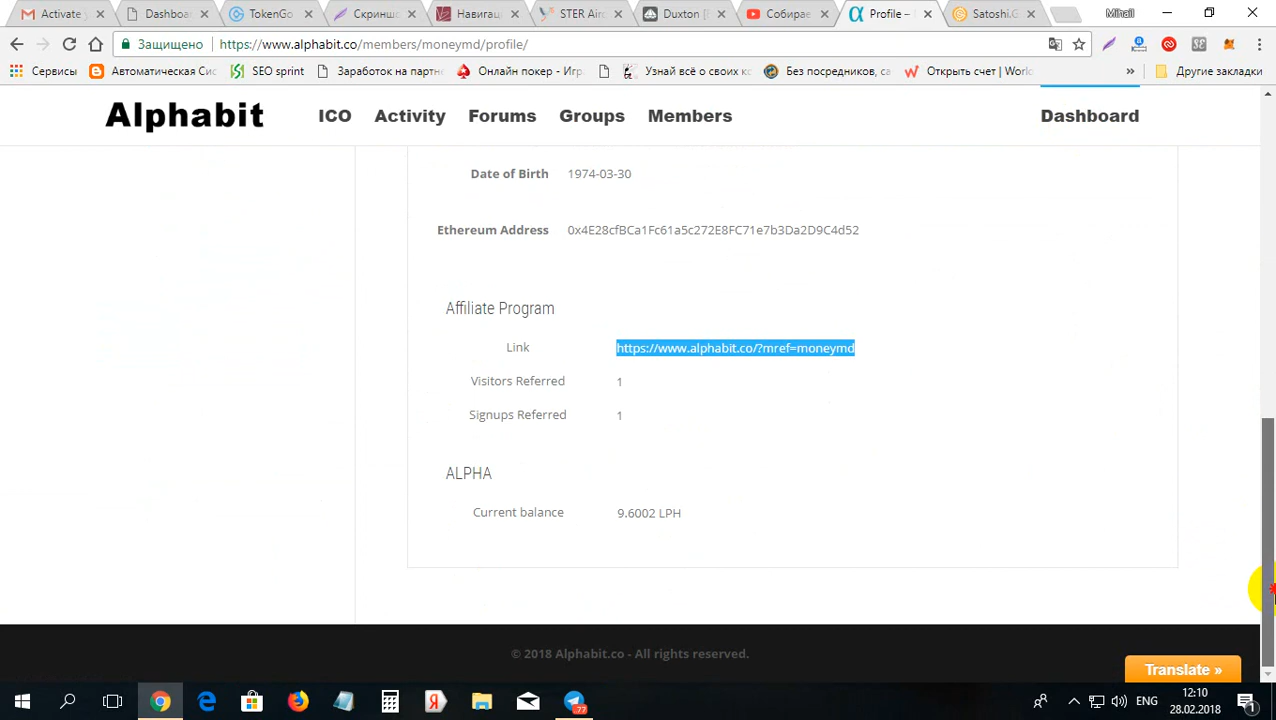 Activate
Dashboa
TokenGo
Скринш
Навигац
STER Airc
Duxton [
Собирае
Profile –
Satoshi.G
Mihail
Защищено https://www.alphabit.co/members/moneymd/profile/
Сервисы
Автоматическая Сис
SEO sprint
Заработок на партн
Онлайн покер - Игр
Узнай всё о своих кс
Без посредников, са
Открыть счет | Worl
»
Другие закладки
Alphabit ICO Activity Forums Groups Members Dashboard
Date of Birth 1974-03-30
Ethereum Address 0x4E28cfBCa1Fc61a5c272E8FC71e7b3Da2D9C4d52
Affiliate Program
Link https://www.alphabit.co/?mref=moneymd
Visitors Referred 1
Signups Referred 1
ALPHA
Current balance 9.6002 LPH
© 2018 Alphabit.co - All rights reserved.
Translate »
77
ENG
12:10
28.02.2018
1